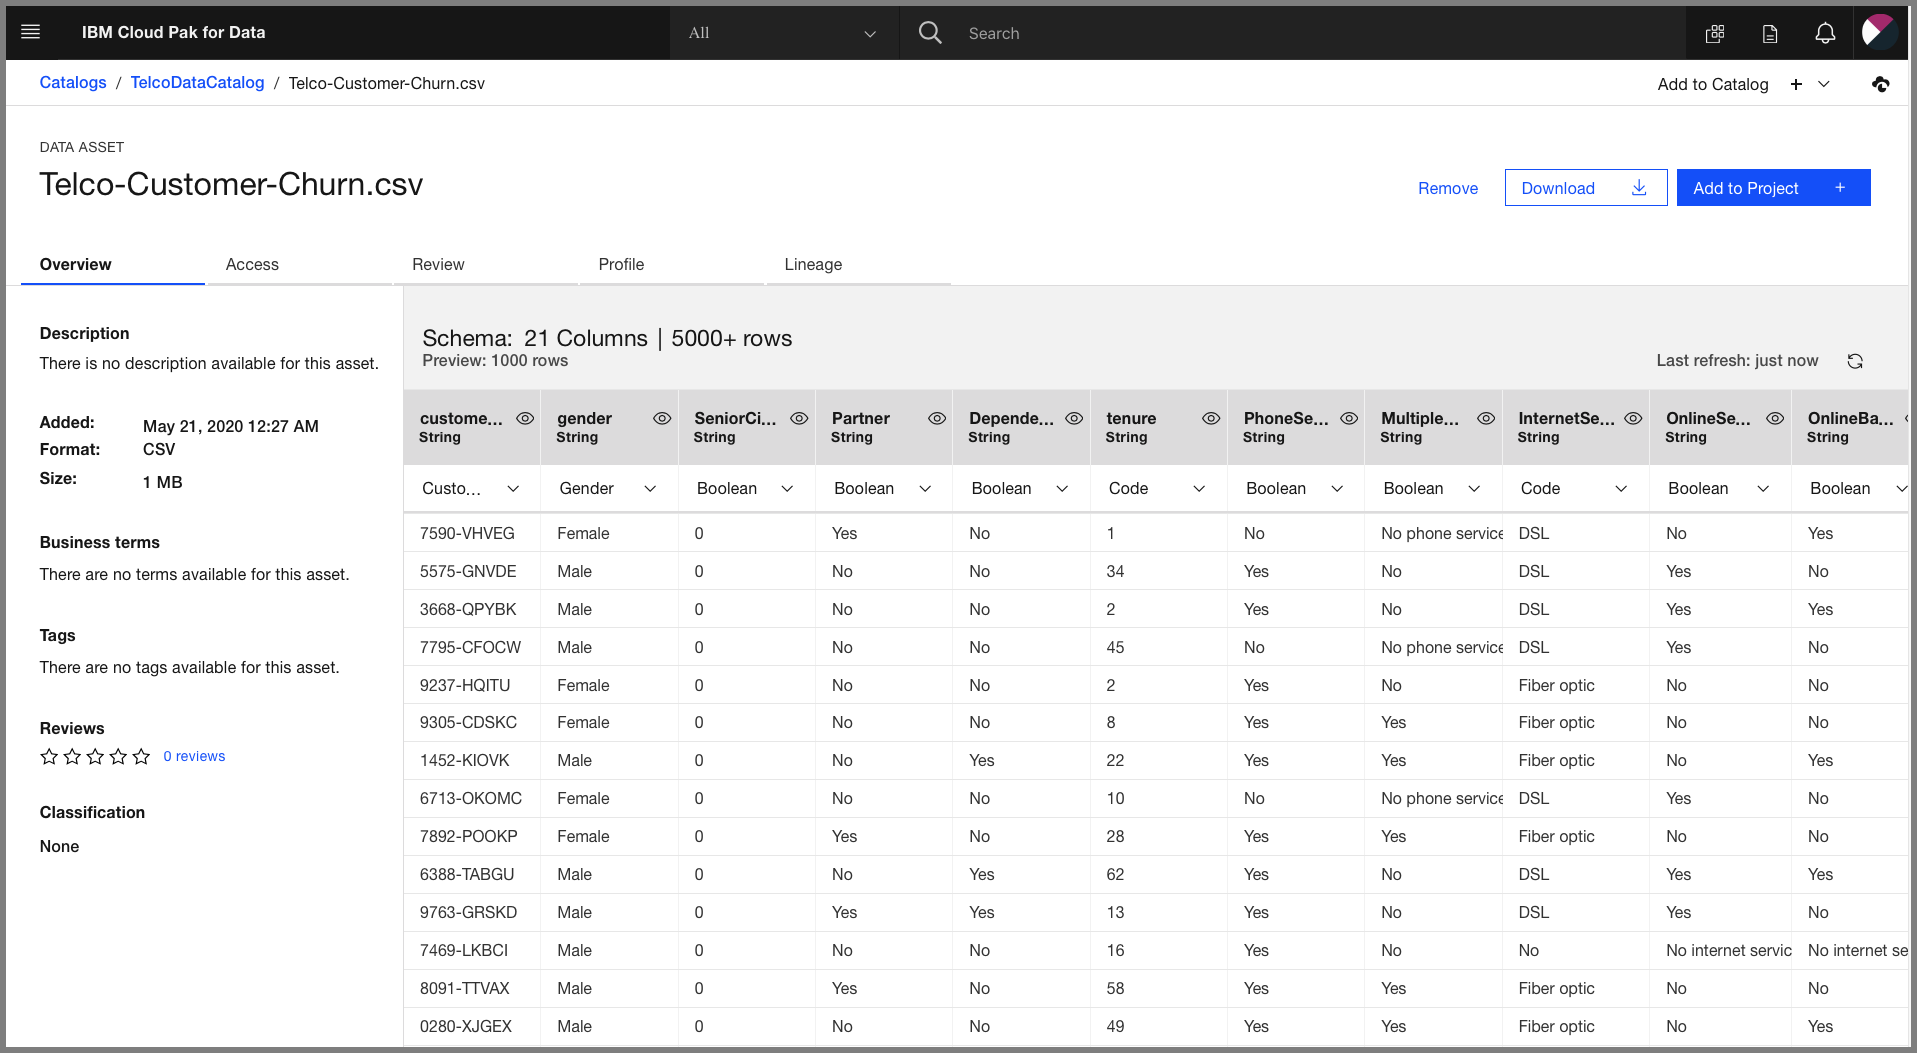 IBM Cloud Pak for Data All Search
Catalogs / TelcoDataCatalog / Telco-Customer-Churn.csv Add to Catalog
DATA ASSET
Telco-Customer-Churn.csv
Remove Download Add to Project +
Overview Access Review Profile Lineage
Description
There is no description available for this asset.
Added: May 21, 2020 12:27 AM
Format: CSV
Size: 1 MB
Business terms
There are no terms available for this asset.
Tags
There are no tags available for this asset.
Reviews
0 reviews
Classification
None
Schema: 21 Columns | 5000+ rows
Preview: 1000 rows Last refresh: just now
custome... gender SeniorCi... Partner Depende... tenure PhoneSe... Multiple... InternetSe... OnlineSe... OnlineBa...
String String String String String String String String String String String
Custo... Gender Boolean Boolean Boolean Code Boolean Boolean Code Boolean Boolean
7590-VHVEG Female 0 Yes No 1 No No phone service DSL No Yes
5575-GNVDE Male 0 No No 34 Yes No DSL Yes No
3668-QPYBK Male 0 No No 2 Yes No DSL Yes Yes
7795-CFOCW Male 0 No No 45 No No phone service DSL Yes No
9237-HQITU Female 0 No No 2 Yes No Fiber optic No No
9305-CDSKC Female 0 No No 8 Yes Yes Fiber optic No No
1452-KIOVK Male 0 No Yes 22 Yes Yes Fiber optic No Yes
6713-OKOMC Female 0 No No 10 No No phone service DSL Yes No
7892-POOKP Female 0 Yes No 28 Yes Yes Fiber optic No No
6388-TABGU Male 0 No Yes 62 Yes No DSL Yes Yes
9763-GRSKD Male 0 Yes Yes 13 Yes No DSL Yes No
7469-LKBCI Male 0 No No 16 Yes No No No internet servic No internet se
8091-TTVAX Male 0 Yes No 58 Yes Yes Fiber optic No No
0280-XJGEX Male 0 No No 49 Yes Yes Fiber optic No Yes